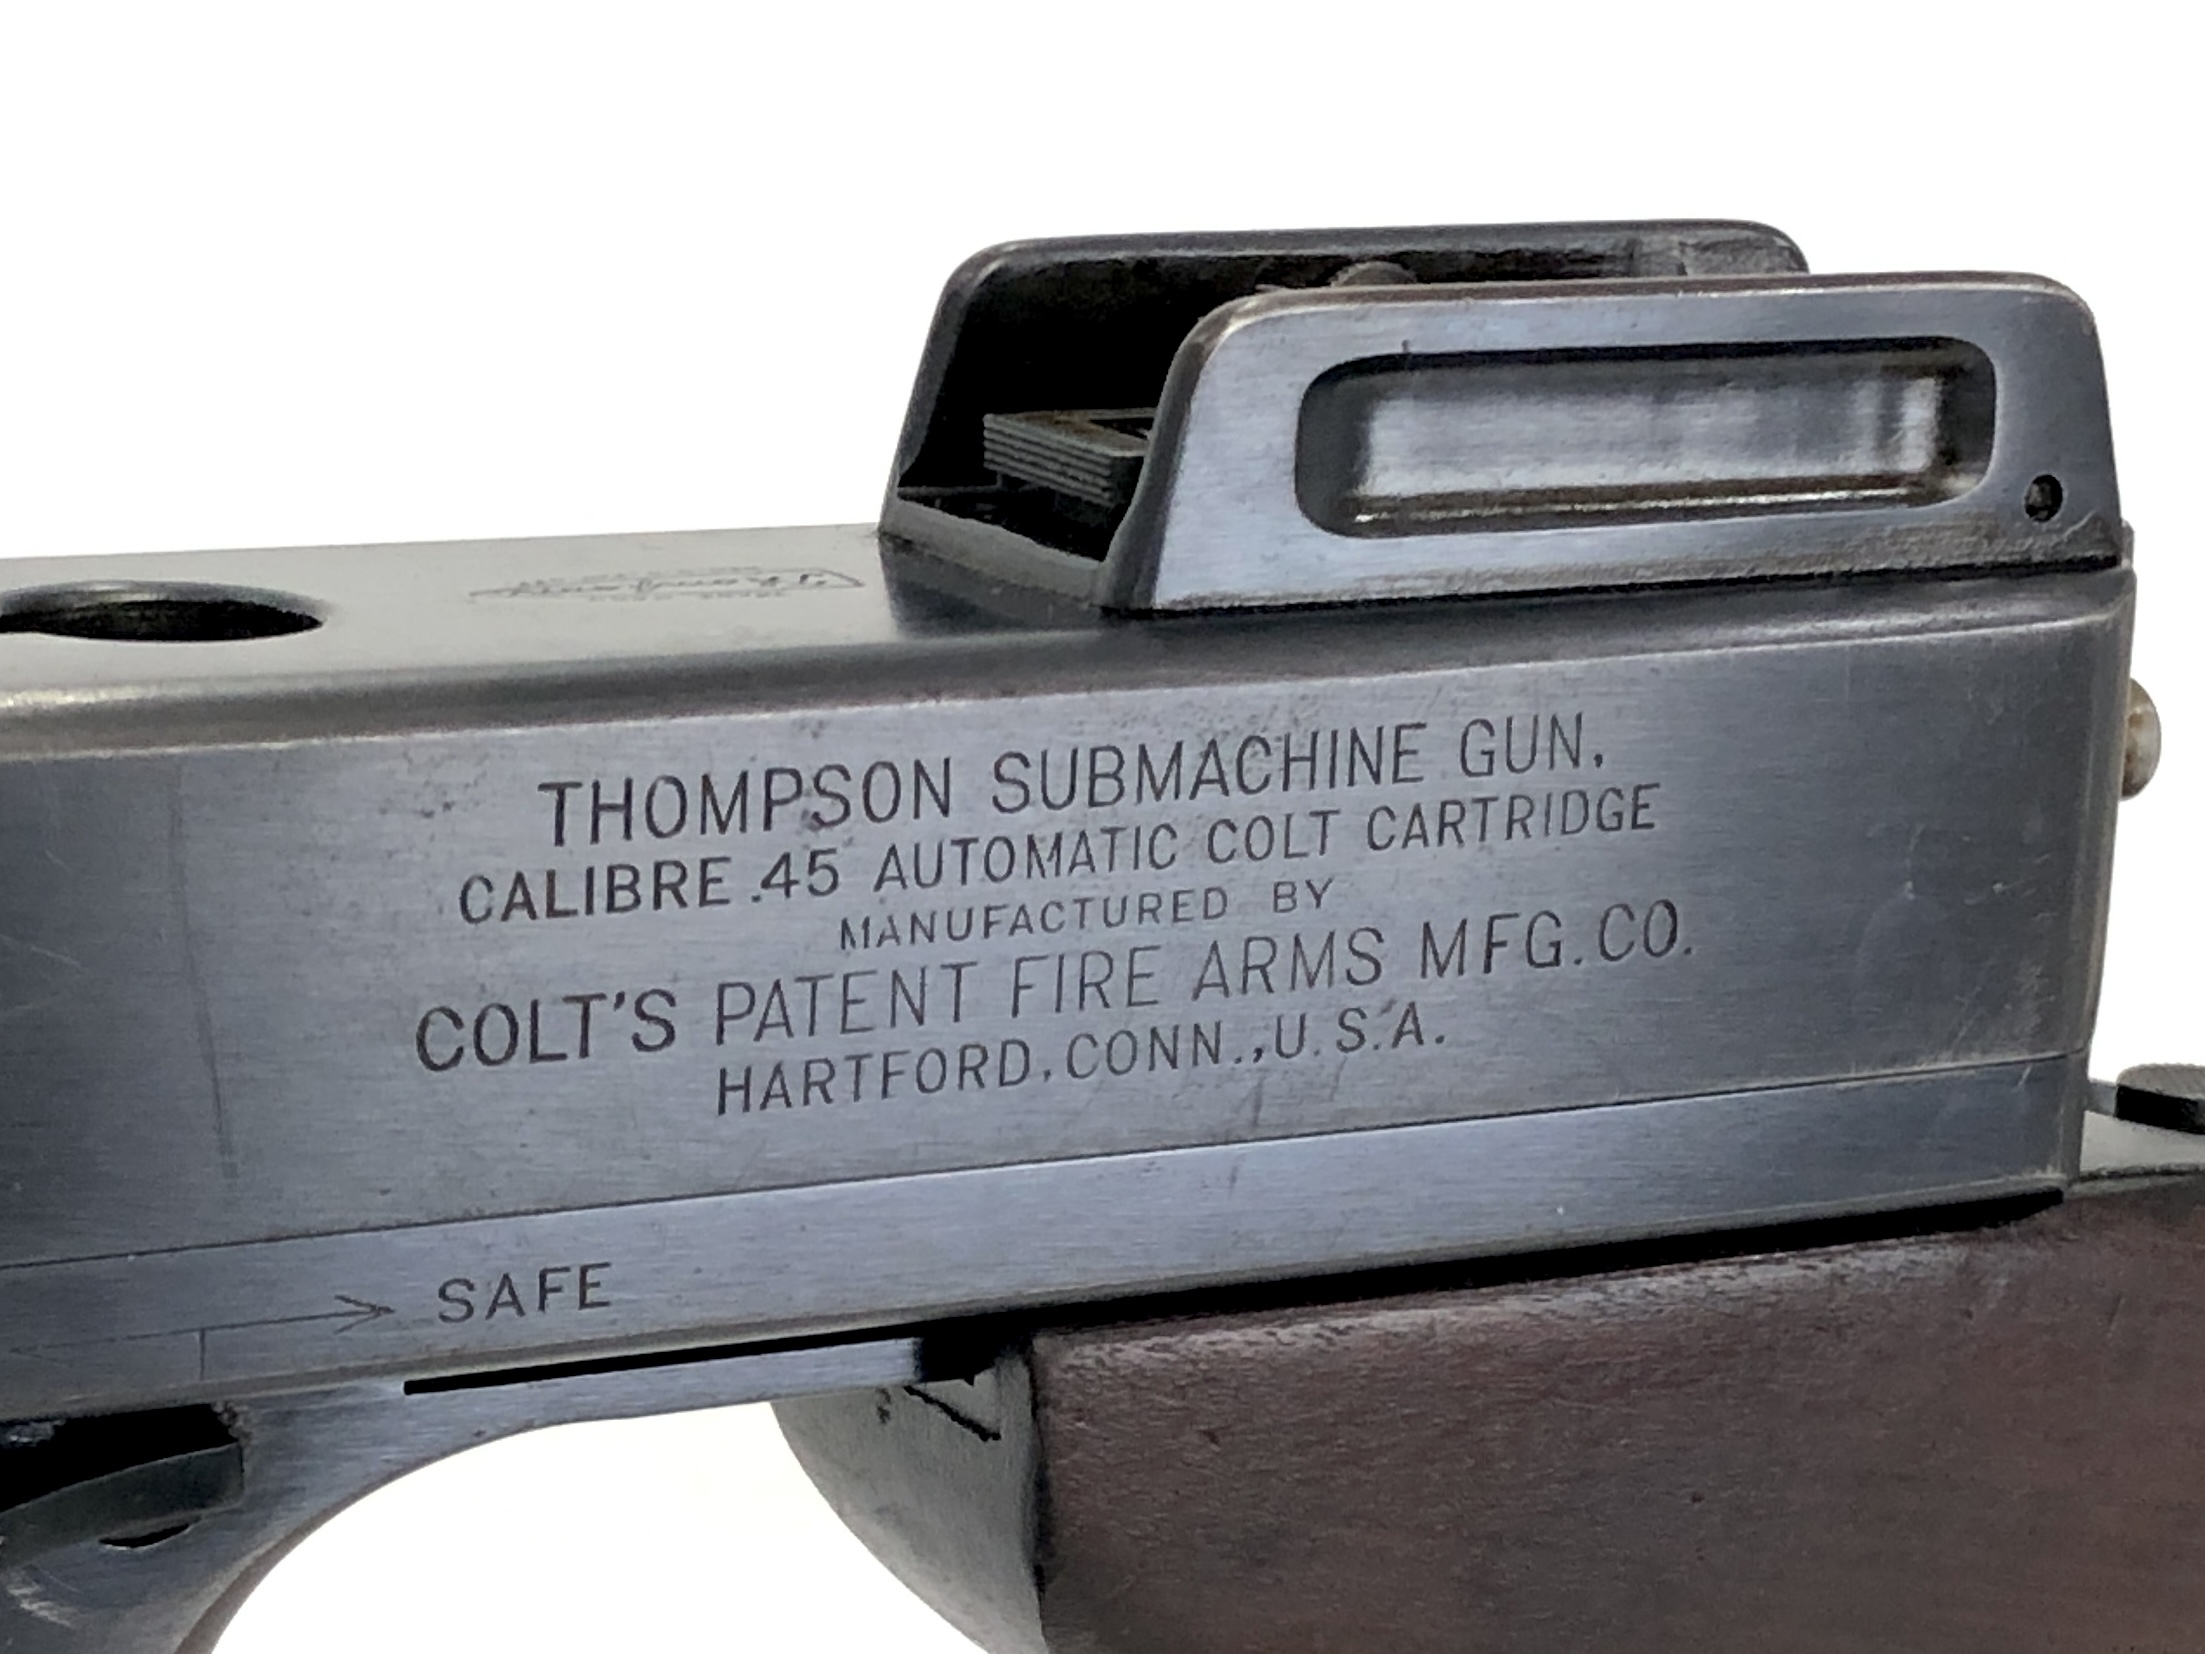 Thompson
THOMPSON SUBMACHINE GUN,
CALIBRE .45 AUTOMATIC COLT CARTRIDGE
MANUFACTURED BY
COLT'S PATENT FIRE ARMS MFG. CO.
HARTFORD, CONN., U.S.A.
SAFE